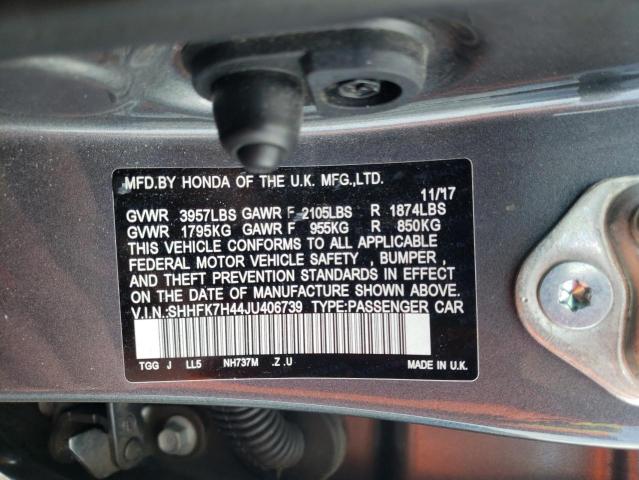 MFD.BY HONDA OF THE U.K. MFG.,LTD.
11/'17
GVWR 3957LBS GAWR F 2105LBS R 1874LBS
GVWR 1795KG GAWR F 955KG R 850KG
THIS VEHICLE CONFORMS TO ALL APPLICABLE
FEDERAL MOTOR VEHICLE SAFETY , BUMPER ,
AND THEFT PREVENTION STANDARDS IN EFFECT
ON THE DATE OF MANUFACTURE SHOWN ABOVE.
V.I.N.:SHHFK7H44JU406739 TYPE:PASSENGER CAR
TGG J LL5 NH737M .Z .U MADE IN U.K.